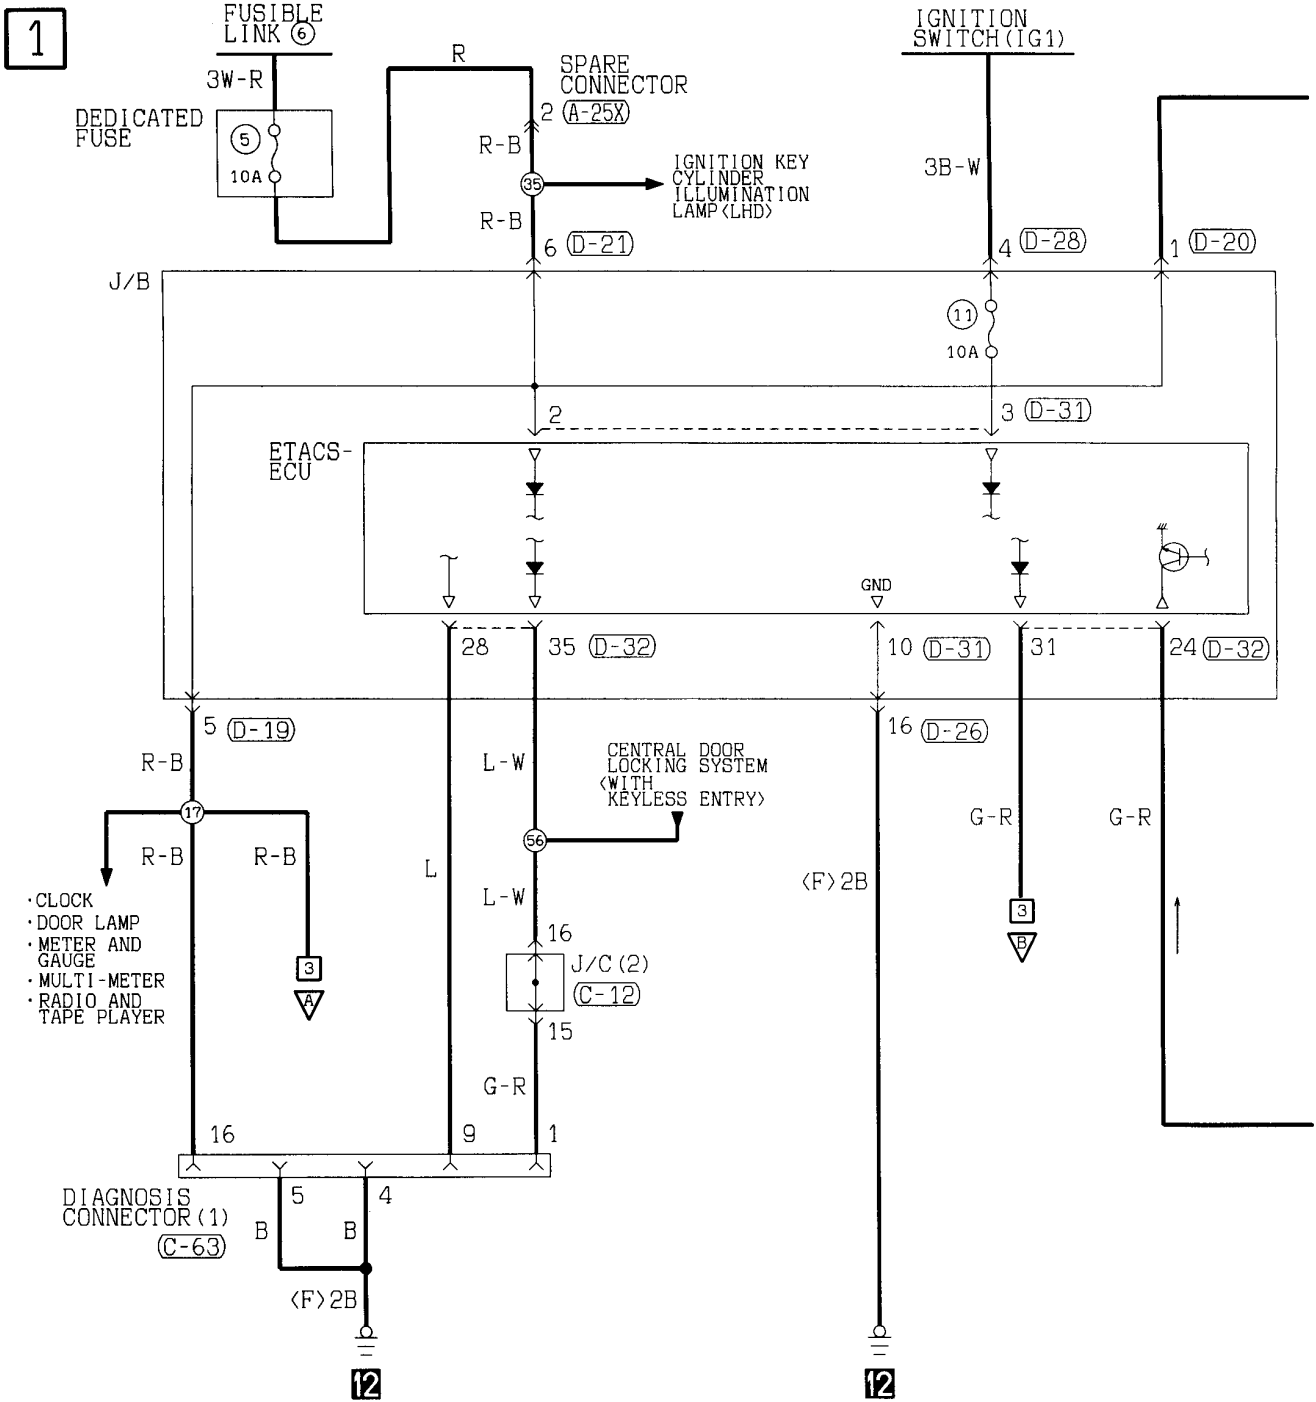 1
FUSIBLE
LINK ⑥
3W-R
DEDICATED
FUSE
5
10A
R
SPARE
CONNECTOR
2 (A-25X)
R-B
35
IGNITION KEY
CYLINDER
ILLUMINATION
LAMP<LHD>
R-B
6 (D-21)
IGNITION
SWITCH(IG1)
3B-W
4 (D-28)
1 (D-20)
J/B
11
10A
2
3 (D-31)
ETACS-
ECU
GND
28
35 (D-32)
10 (D-31)
31
24 (D-32)
5 (D-19)
16 (D-26)
R-B
L-W
CENTRAL DOOR
LOCKING SYSTEM
<WITH
KEYLESS ENTRY>
17
56
R-B
R-B
L
L-W
<F>2B
G-R
G-R
·CLOCK
·DOOR LAMP
·METER AND
GAUGE
·MULTI-METER
·RADIO AND
TAPE PLAYER
3
A
3
B
16
J/C(2)
(C-12)
15
G-R
16
9
1
DIAGNOSIS
CONNECTOR(1)
(C-63)
5
4
B
B
<F>2B
12
12